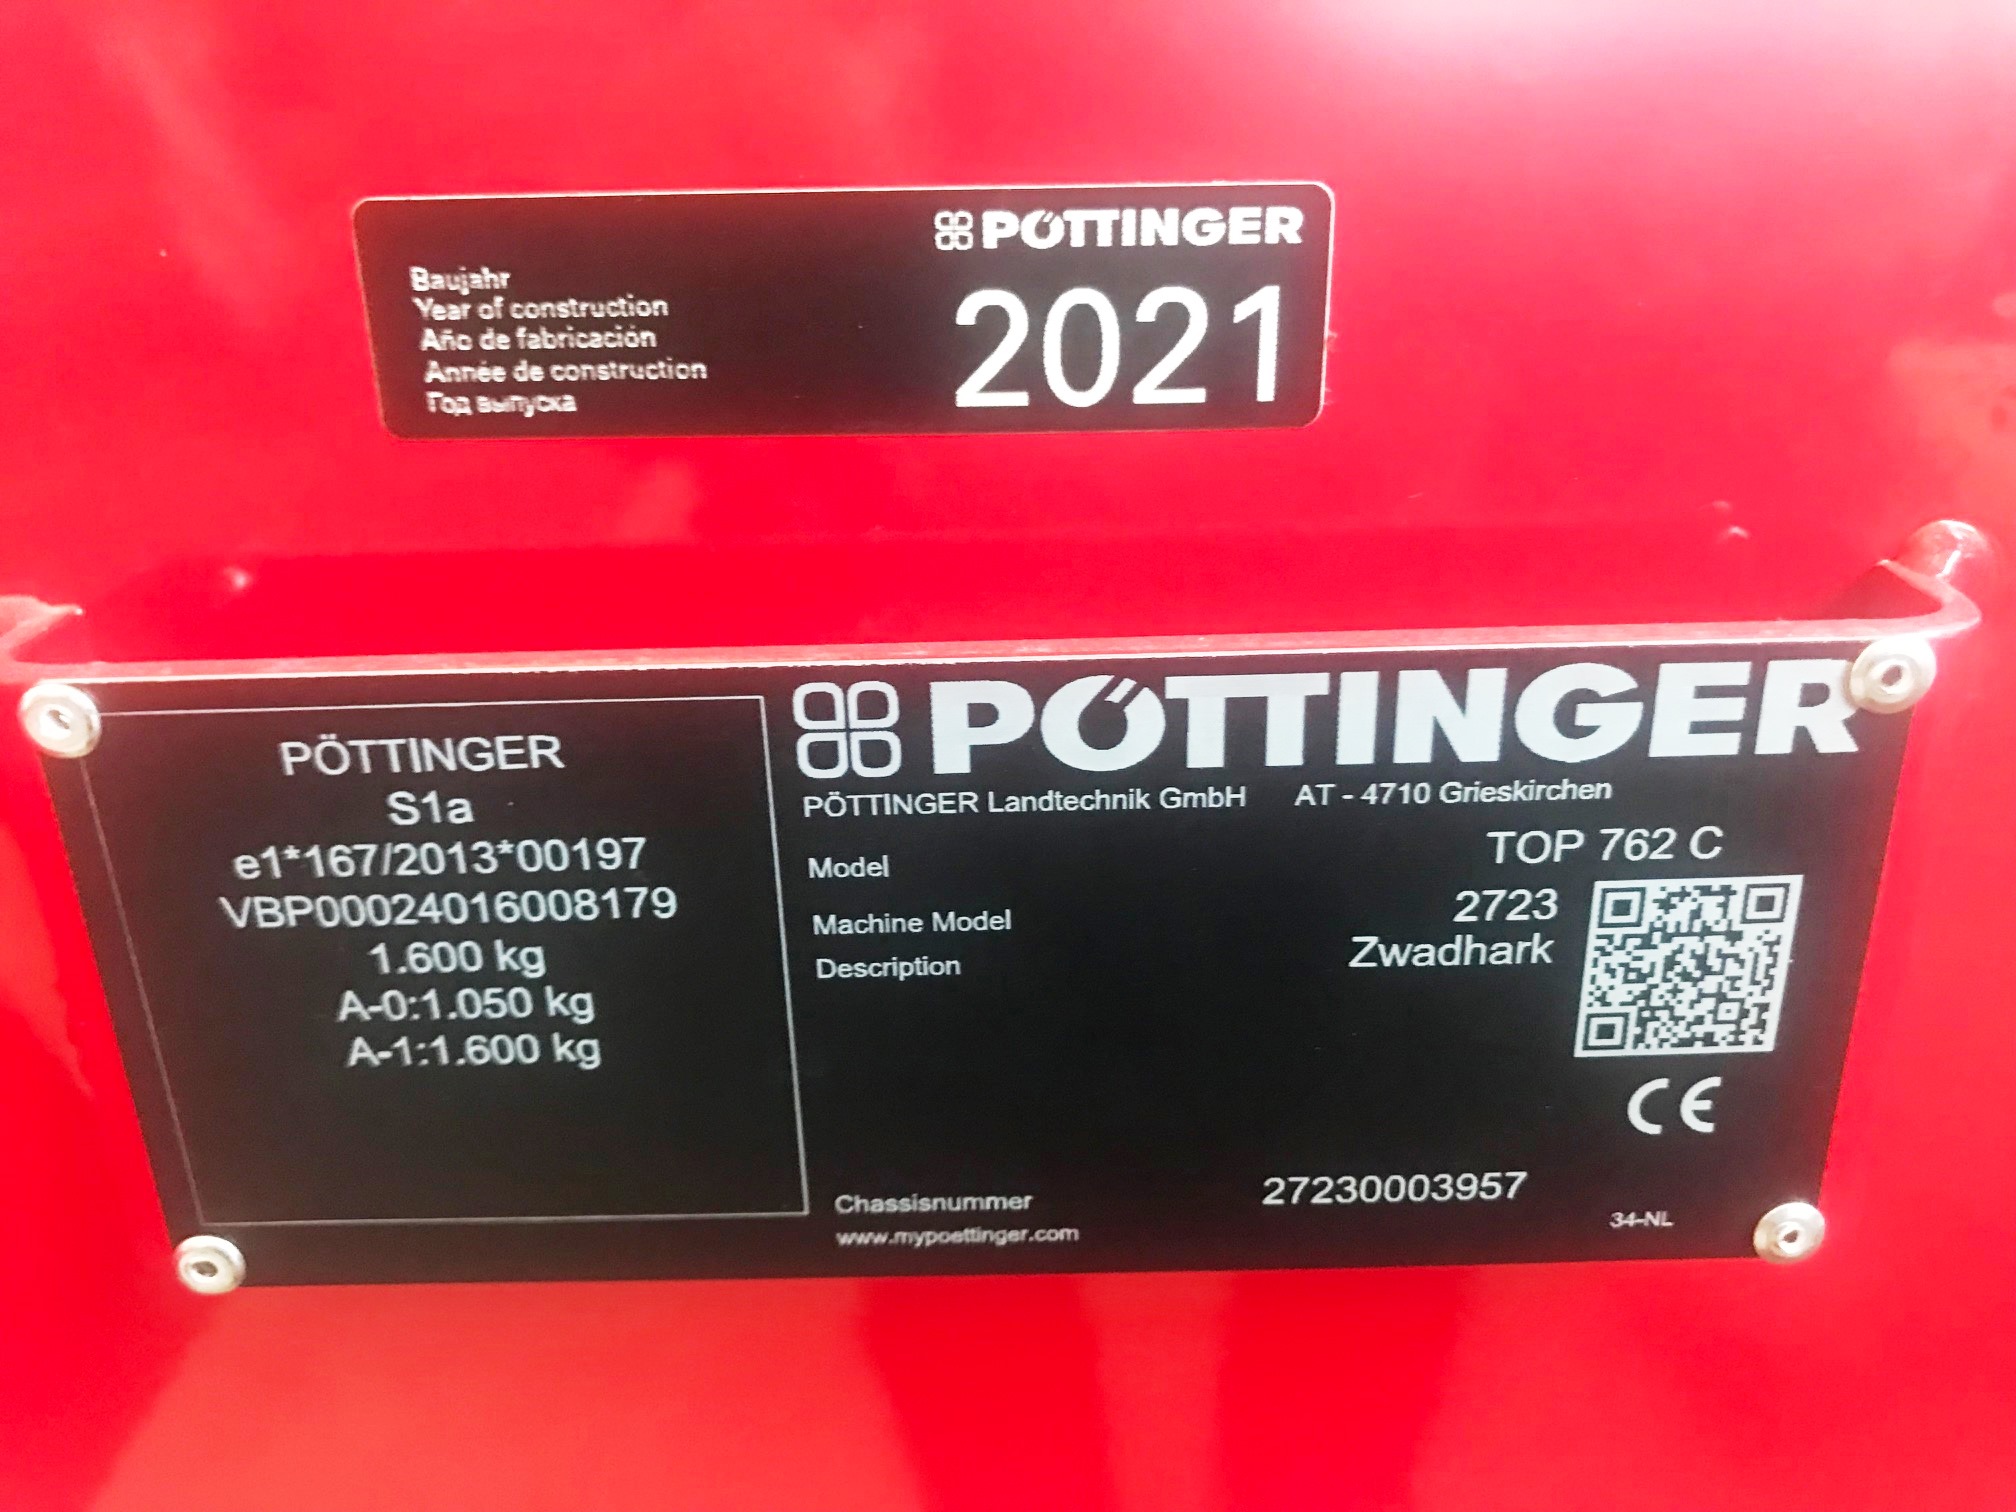 PÖTTINGER
Baujahr
Year of construction
Año de fabricación
Année de construction
Год выпуска
2021
PÖTTINGER
S1a
e1*167/2013*00197
VBP00024016008179
1.600 kg
A-0:1.050 kg
A-1:1.600 kg
PÖTTINGER
PÖTTINGER Landtechnik GmbH AT - 4710 Grieskirchen
Model TOP 762 C
Machine Model 2723
Description Zwadhark
CE
Chassisnummer 27230003957
www.mypoettinger.com 34-NL